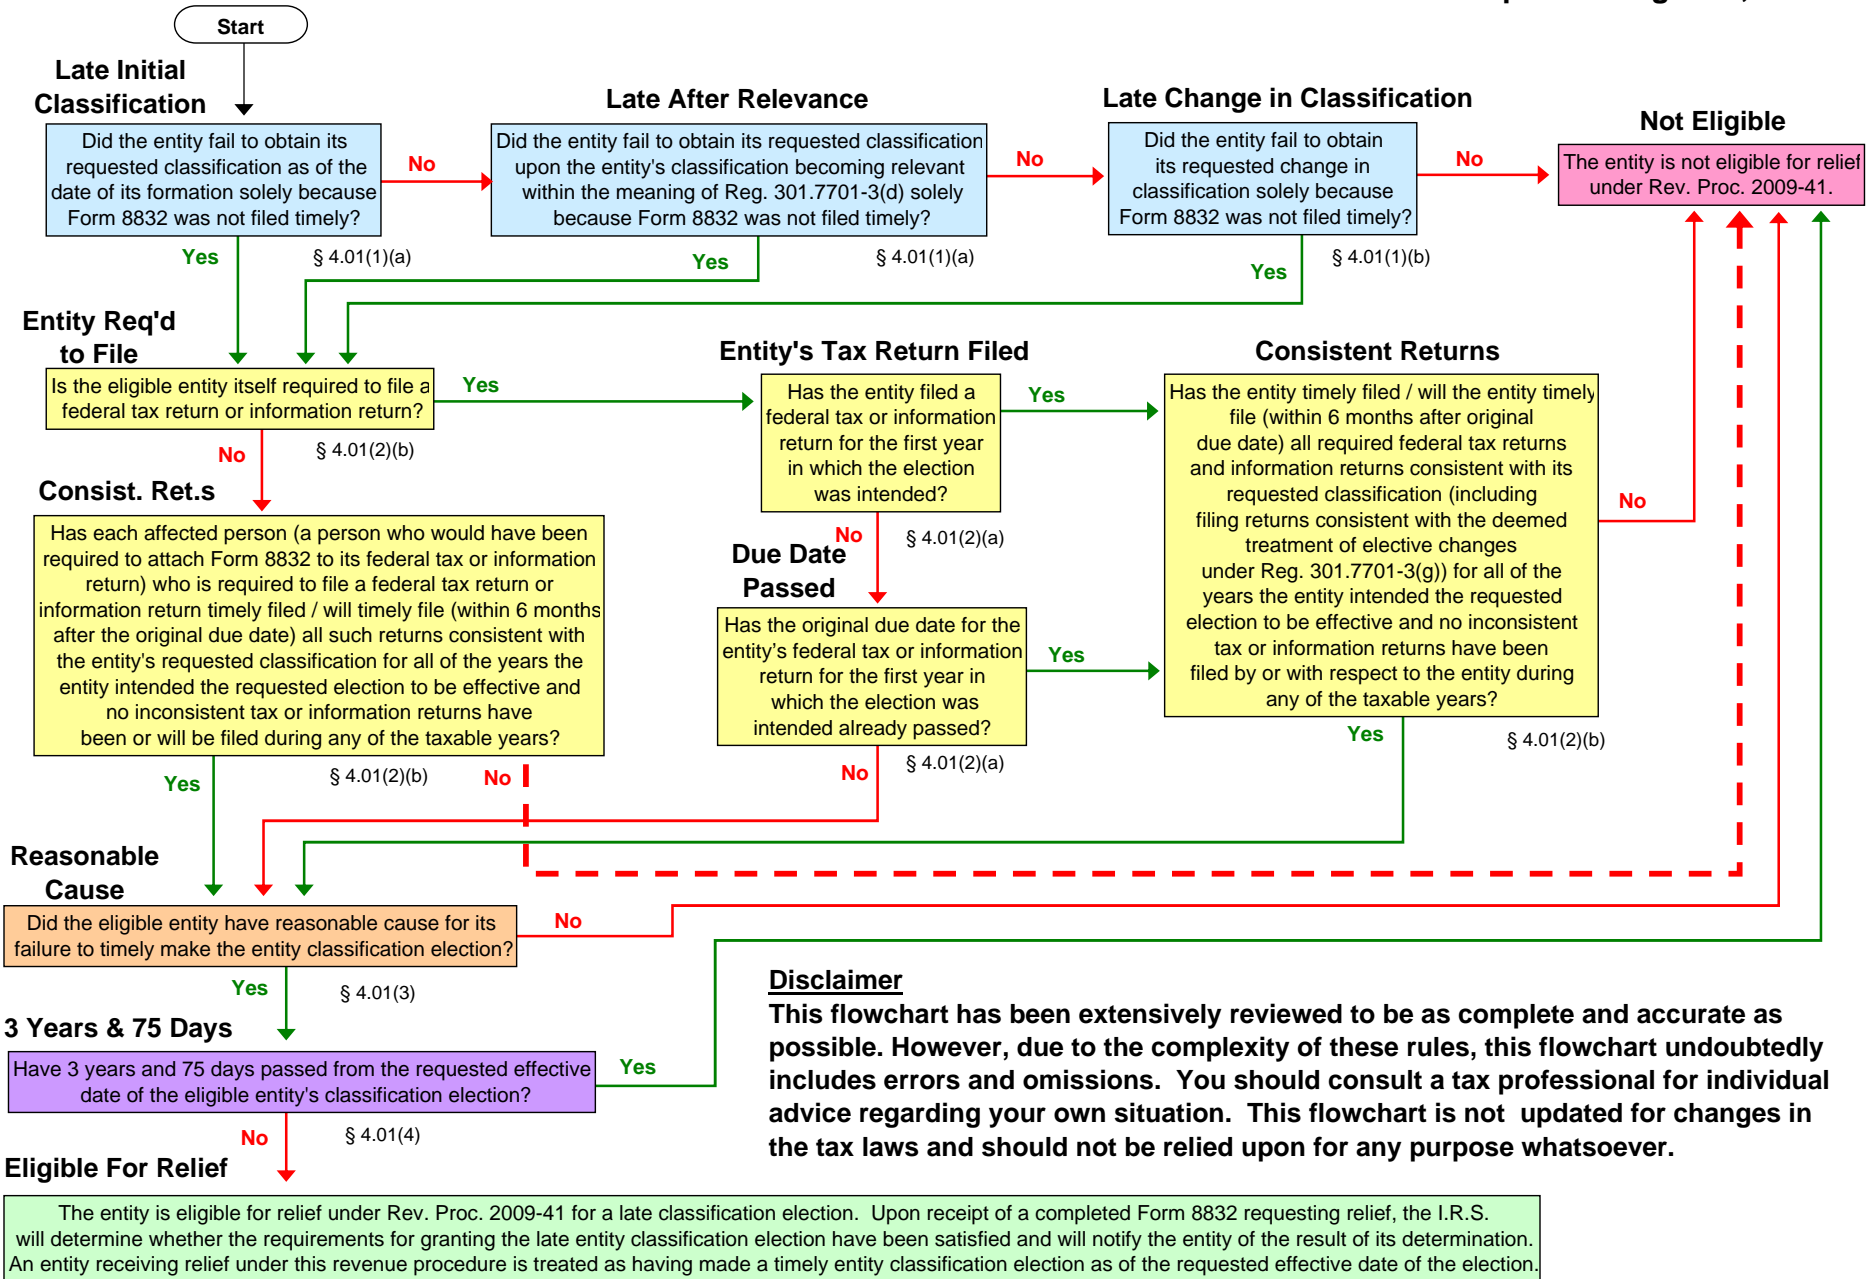 Start
Late Initial
Classification
Did the entity fail to obtain its
requested classification as of the
date of its formation solely because
Form 8832 was not filed timely?
No
Yes
§ 4.01(1)(a)
Late After Relevance
Did the entity fail to obtain its requested classification
upon the entity's classification becoming relevant
within the meaning of Reg. 301.7701-3(d) solely
because Form 8832 was not filed timely?
No
Yes
§ 4.01(1)(a)
Late Change in Classification
Did the entity fail to obtain
its requested change in
classification solely because
Form 8832 was not filed timely?
No
Yes
§ 4.01(1)(b)
Not Eligible
The entity is not eligible for relief
under Rev. Proc. 2009-41.
Entity Req'd
to File
Is the eligible entity itself required to file a
federal tax return or information return?
Yes
No
§ 4.01(2)(b)
Entity's Tax Return Filed
Has the entity filed a
federal tax or information
return for the first year
in which the election
was intended?
Yes
No
§ 4.01(2)(a)
Consistent Returns
Has the entity timely filed / will the entity timely
file (within 6 months after original
due date) all required federal tax returns
and information returns consistent with its
requested classification (including
filing returns consistent with the deemed
treatment of elective changes
under Reg. 301.7701-3(g)) for all of the
years the entity intended the requested
election to be effective and no inconsistent
tax or information returns have been
filed by or with respect to the entity during
any of the taxable years?
No
Yes
§ 4.01(2)(b)
Consist. Ret.s
Has each affected person (a person who would have been
required to attach Form 8832 to its federal tax or information
return) who is required to file a federal tax return or
information return timely filed / will timely file (within 6 months
after the original due date) all such returns consistent with
the entity's requested classification for all of the years the
entity intended the requested election to be effective and
no inconsistent tax or information returns have
been or will be filed during any of the taxable years?
Yes
§ 4.01(2)(b)
No
Due Date
Passed
Has the original due date for the
entity's federal tax or information
return for the first year in
which the election was
intended already passed?
Yes
No
§ 4.01(2)(a)
Reasonable
Cause
Did the eligible entity have reasonable cause for its
failure to timely make the entity classification election?
No
Yes
§ 4.01(3)
3 Years & 75 Days
Have 3 years and 75 days passed from the requested effective
date of the eligible entity's classification election?
Yes
No
§ 4.01(4)
Disclaimer
This flowchart has been extensively reviewed to be as complete and accurate as
possible. However, due to the complexity of these rules, this flowchart undoubtedly
includes errors and omissions. You should consult a tax professional for individual
advice regarding your own situation. This flowchart is not updated for changes in
the tax laws and should not be relied upon for any purpose whatsoever.
Eligible For Relief
The entity is eligible for relief under Rev. Proc. 2009-41 for a late classification election. Upon receipt of a completed Form 8832 requesting relief, the I.R.S.
will determine whether the requirements for granting the late entity classification election have been satisfied and will notify the entity of the result of its determination.
An entity receiving relief under this revenue procedure is treated as having made a timely entity classification election as of the requested effective date of the election.